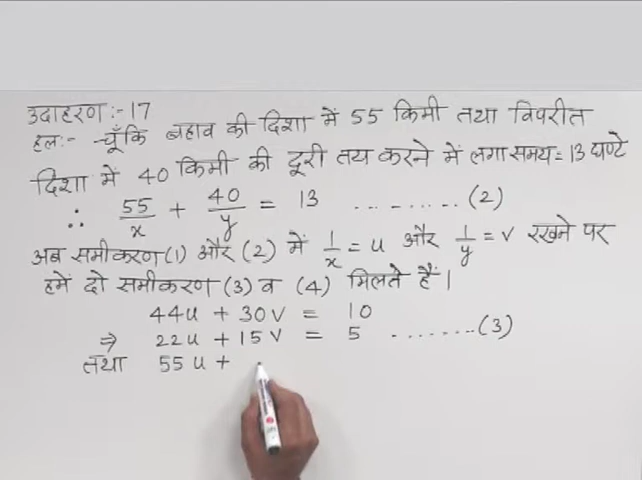 उदाहरण:-17
हल:- चूँकि बहाव की दिशा में 55 किमी तथा विपरीत
दिशा में 40 किमी की दूरी तय करने में लगा समय = 13 घण्टे
∴ 55/x + 40/y = 13 ........(2)
अब समीकरण (1) और (2) में 1/x = u और 1/y = v रखने पर
हमें दो समीकरण (3) व (4) मिलते हैं।
44u + 30v = 10
⇒ 22u + 15v = 5 ........(3)
तथा 55u +